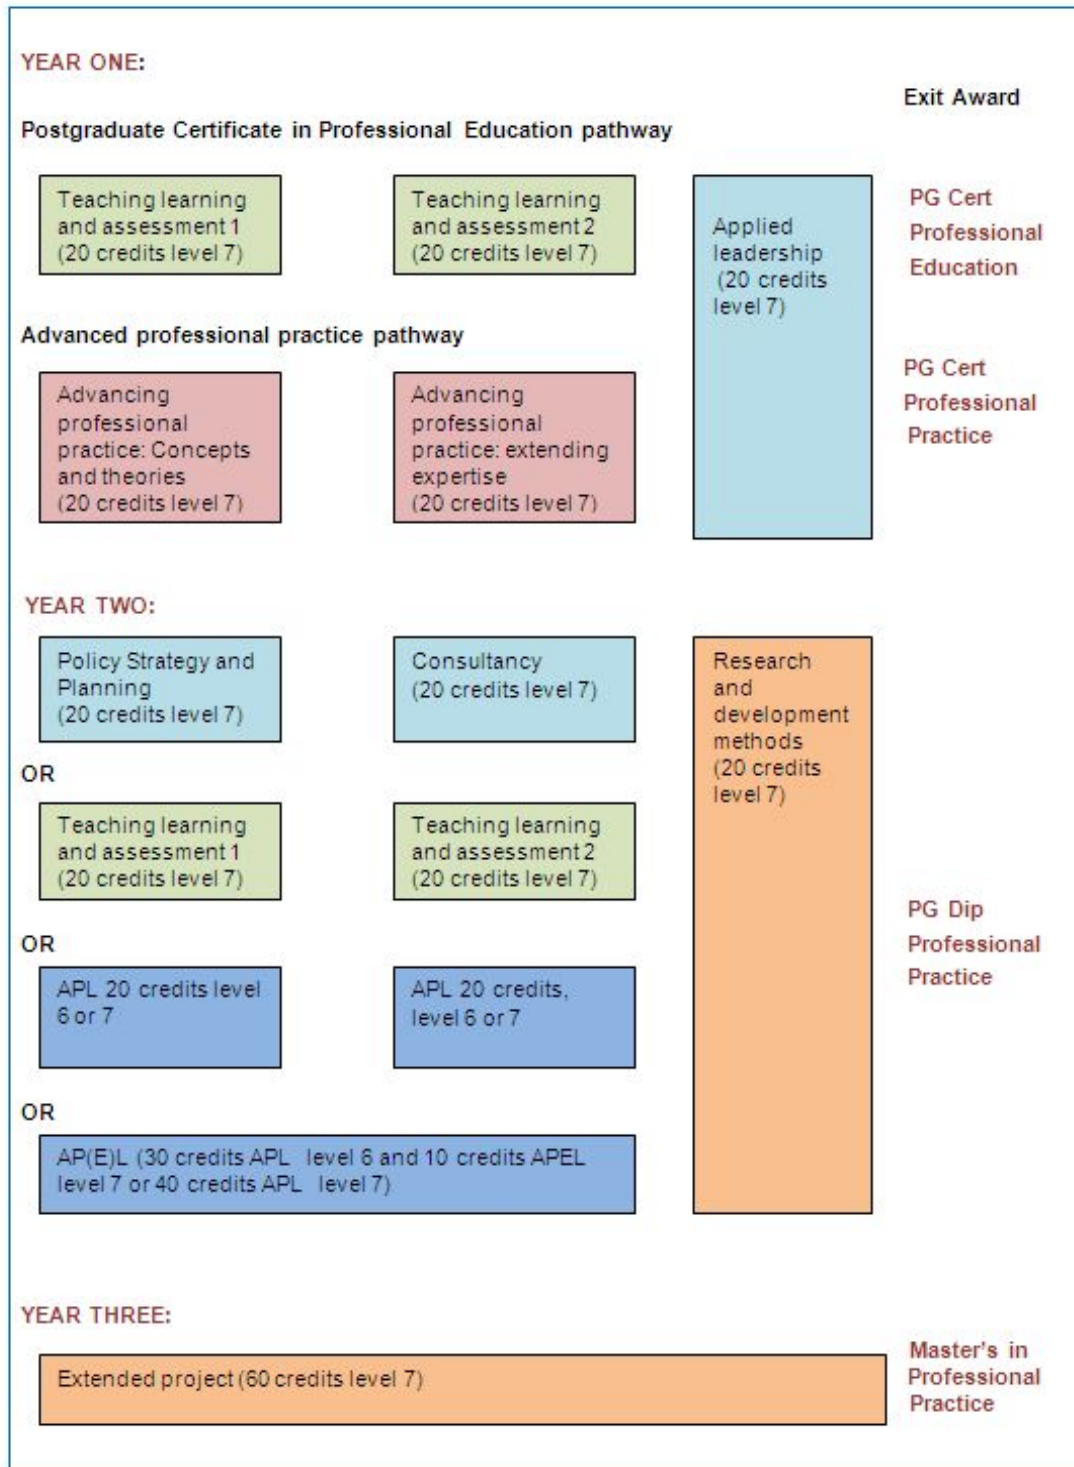 YEAR ONE:
Exit Award
Postgraduate Certificate in Professional Education pathway
Teaching learning
and assessment 1
(20 credits level 7)
Teaching learning
and assessment 2
(20 credits level 7)
Applied
leadership
(20 credits
level 7)
PG Cert
Professional
Education
Advanced professional practice pathway
Advancing
professional
practice: Concepts
and theories
(20 credits level 7)
Advancing
professional
practice: extending
expertise
(20 credits level 7)
PG Cert
Professional
Practice
YEAR TWO:
Policy Strategy and
Planning
(20 credits level 7)
Consultancy
(20 credits level 7)
Research
and
development
methods
(20 credits
level 7)
OR
Teaching learning
and assessment 1
(20 credits level 7)
Teaching learning
and assessment 2
(20 credits level 7)
PG Dip
Professional
Practice
OR
APL 20 credits level
6 or 7
APL 20 credits,
level 6 or 7
OR
AP(E)L (30 credits APL level 6 and 10 credits APEL
level 7 or 40 credits APL level 7)
YEAR THREE:
Extended project (60 credits level 7)
Master's in
Professional
Practice